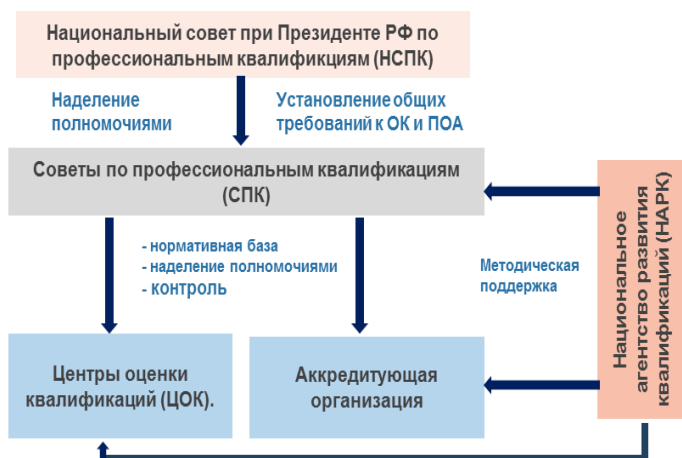 Национальный совет при Президенте РФ по
профессиональным квалификциям (НСПК)
Наделение
полномочиями
Установление общих
требований к ОК и ПОА
Советы по профессиональным квалификациям
(СПК)
- нормативная база
- наделение полномочиями
- контроль
Методическая
поддержка
Национальное
агентство развития
квалификаций (НАРК)
Центры оценки
квалификаций (ЦОК).
Аккредитующая
организация